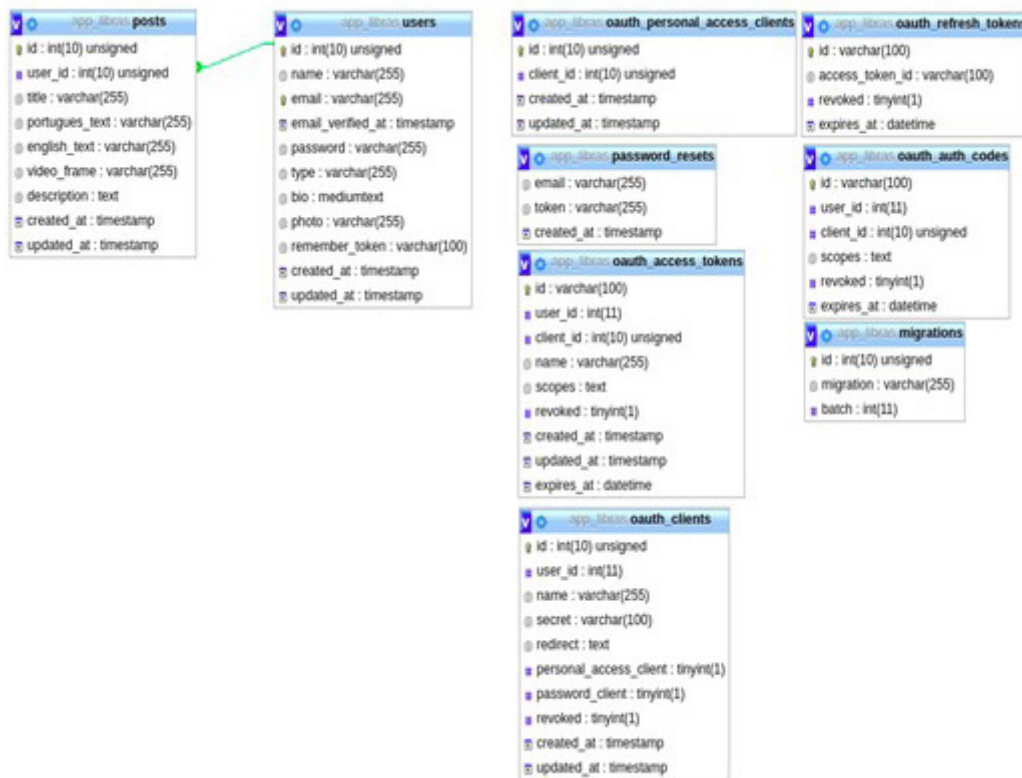 app_libras posts
id : int(10) unsigned
user_id : int(10) unsigned
title : varchar(255)
portugues_text : varchar(255)
english_text : varchar(255)
video_frame : varchar(255)
description : text
created_at : timestamp
updated_at : timestamp
app_libras users
id : int(10) unsigned
name : varchar(255)
email : varchar(255)
email_verified_at : timestamp
password : varchar(255)
type : varchar(255)
bio : mediumtext
photo : varchar(255)
remember_token : varchar(100)
created_at : timestamp
updated_at : timestamp
app_libras oauth_personal_access_clients
id : int(10) unsigned
client_id : int(10) unsigned
created_at : timestamp
updated_at : timestamp
app_libras password_resets
email : varchar(255)
token : varchar(255)
created_at : timestamp
app_libras oauth_access_tokens
id : varchar(100)
user_id : int(11)
client_id : int(10) unsigned
name : varchar(255)
scopes : text
revoked : tinyint(1)
created_at : timestamp
updated_at : timestamp
expires_at : datetime
app_libras oauth_clients
id : int(10) unsigned
user_id : int(11)
name : varchar(255)
secret : varchar(100)
redirect : text
personal_access_client : tinyint(1)
password_client : tinyint(1)
revoked : tinyint(1)
created_at : timestamp
updated_at : timestamp
app_libras oauth_refresh_tokens
id : varchar(100)
access_token_id : varchar(100)
revoked : tinyint(1)
expires_at : datetime
app_libras oauth_auth_codes
id : varchar(100)
user_id : int(11)
client_id : int(10) unsigned
scopes : text
revoked : tinyint(1)
expires_at : datetime
app_libras migrations
id : int(10) unsigned
migration : varchar(255)
batch : int(11)